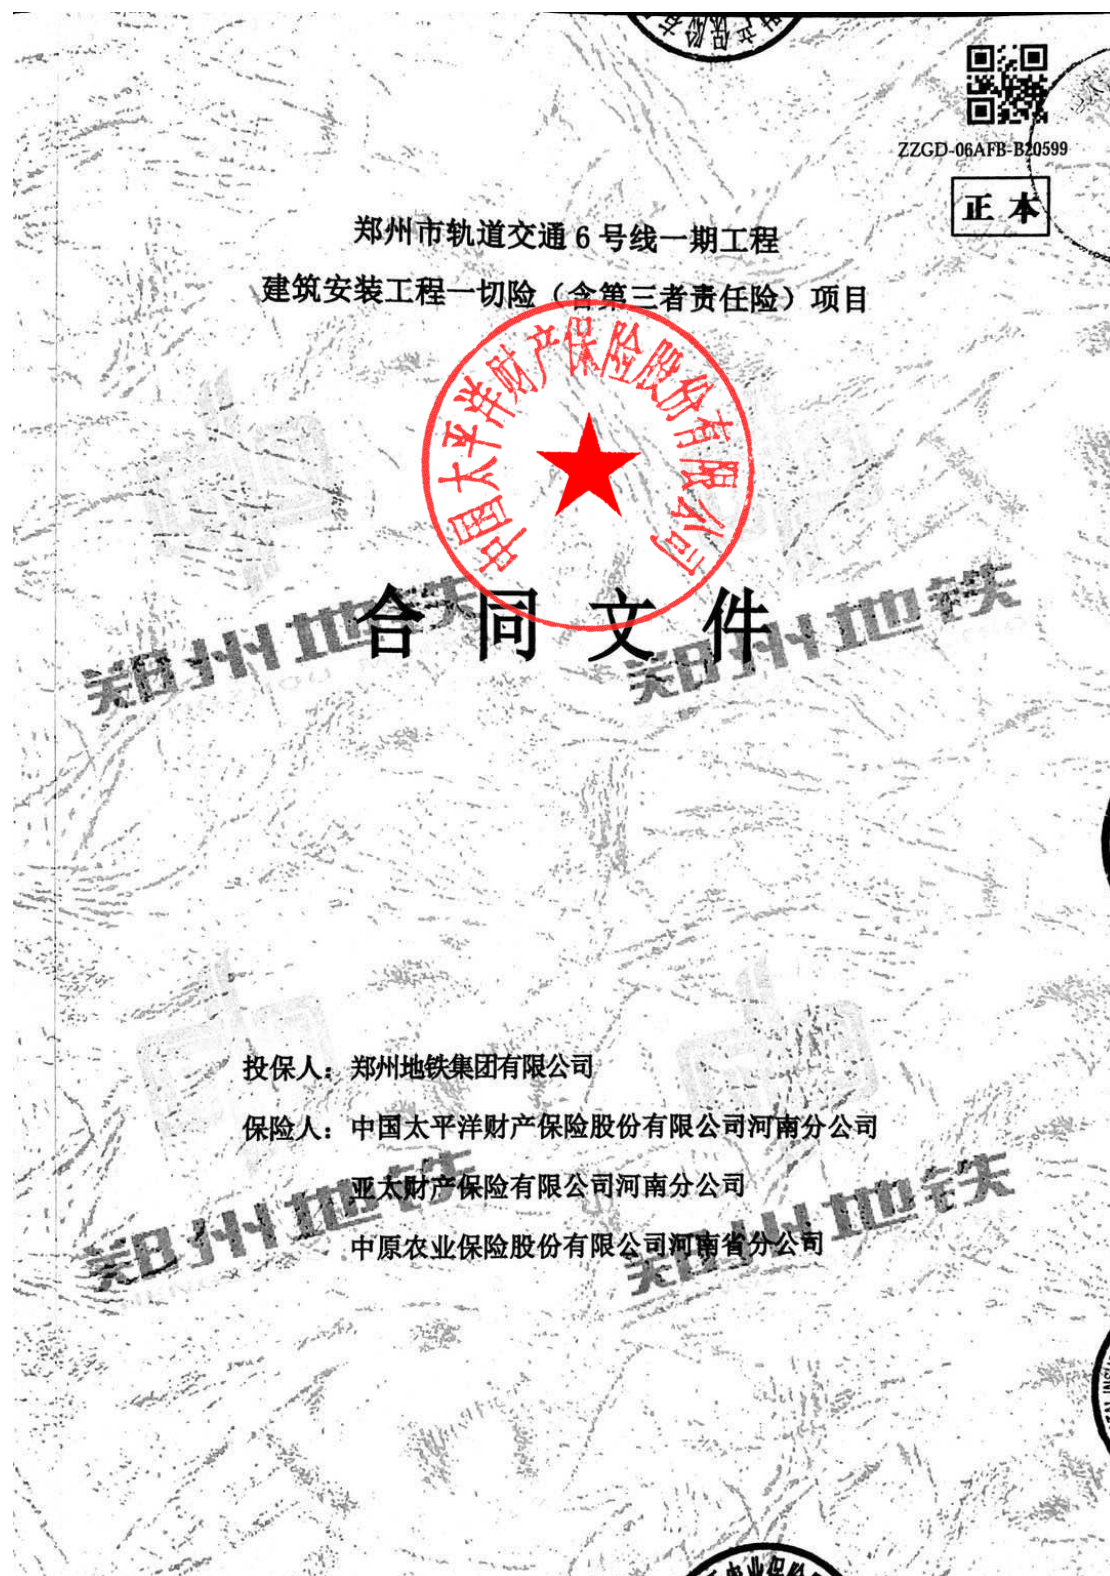 ZZGD-06AFB-B20599
正本
郑州市轨道交通6号线一期工程
建筑安装工程一切险（含第三者责任险）项目
中国太平洋财产保险股份有限公司
合同文件
郑州地铁
郑州地铁
投保人：郑州地铁集团有限公司
保险人：中国太平洋财产保险股份有限公司河南分公司
亚太财产保险有限公司河南分公司
中原农业保险股份有限公司河南省分公司
郑州地铁
郑州地铁